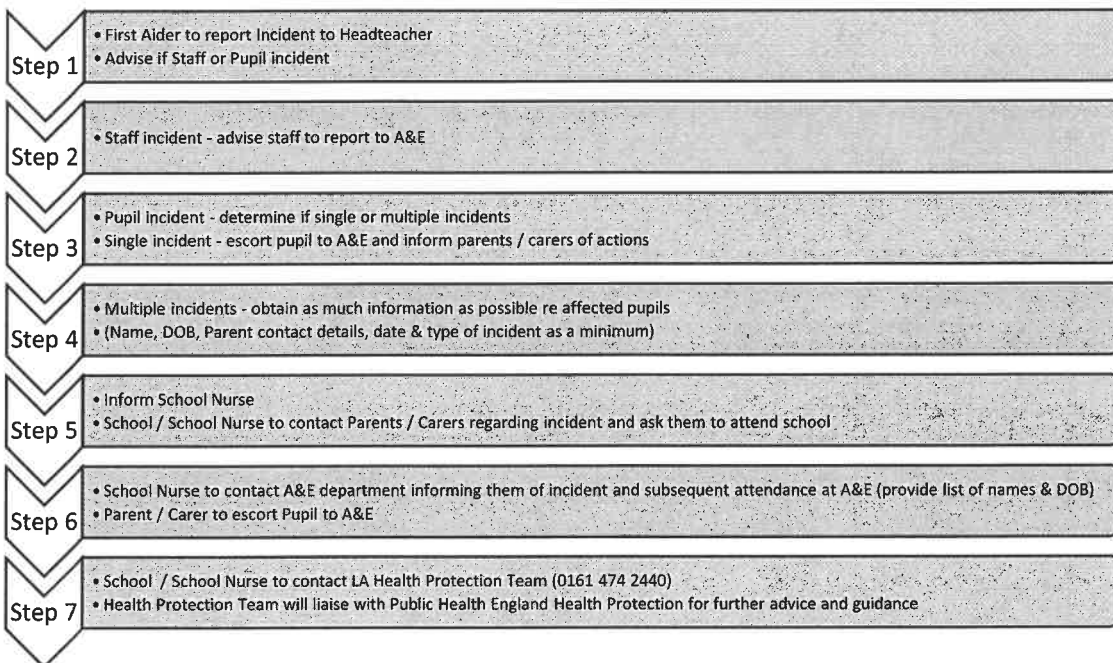 Step 1
• First Aider to report Incident to Headteacher
• Advise if Staff or Pupil incident
Step 2
• Staff incident - advise staff to report to A&E
Step 3
• Pupil incident - determine if single or multiple incidents
• Single incident - escort pupil to A&E and inform parents / carers of actions
Step 4
• Multiple incidents - obtain as much information as possible re affected pupils
• (Name, DOB, Parent contact details, date & type of incident as a minimum)
Step 5
• Inform School Nurse
• School / School Nurse to contact Parents / Carers regarding incident and ask them to attend school
Step 6
• School Nurse to contact A&E department informing them of incident and subsequent attendance at A&E (provide list of names & DOB)
• Parent / Carer to escort Pupil to A&E
Step 7
• School / School Nurse to contact LA Health Protection Team (0161 474 2440)
• Health Protection Team will liaise with Public Health England Health Protection for further advice and guidance